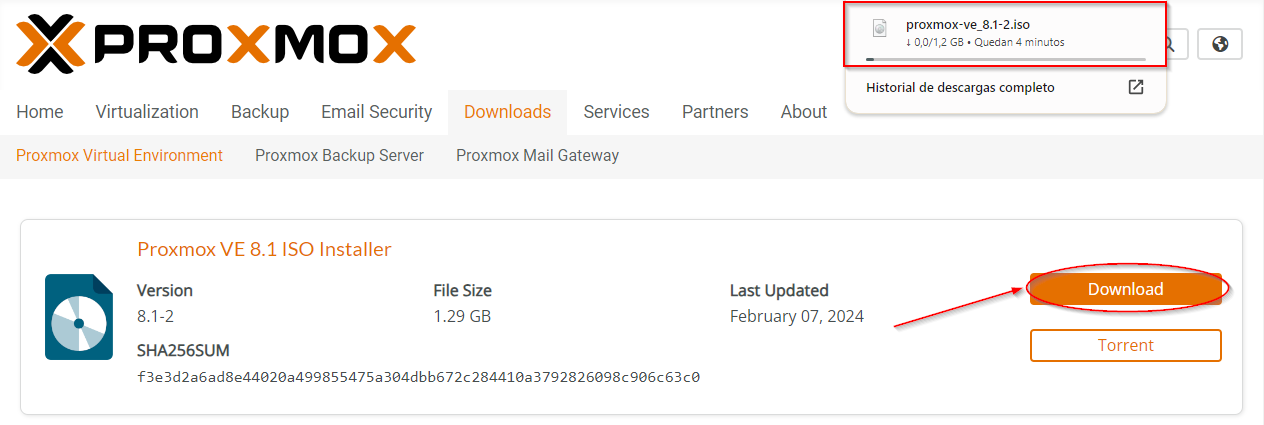 PROXMOX
proxmox-ve_8.1-2.iso
↓ 0,0/1,2 GB • Quedan 4 minutos
Historial de descargas completo
Home Virtualization Backup Email Security Downloads Services Partners About
Proxmox Virtual Environment Proxmox Backup Server Proxmox Mail Gateway
Proxmox VE 8.1 ISO Installer
Version File Size Last Updated
8.1-2 1.29 GB February 07, 2024
SHA256SUM
f3e3d2a6ad8e44020a499855475a304dbb672c284410a3792826098c906c63c0
Download
Torrent